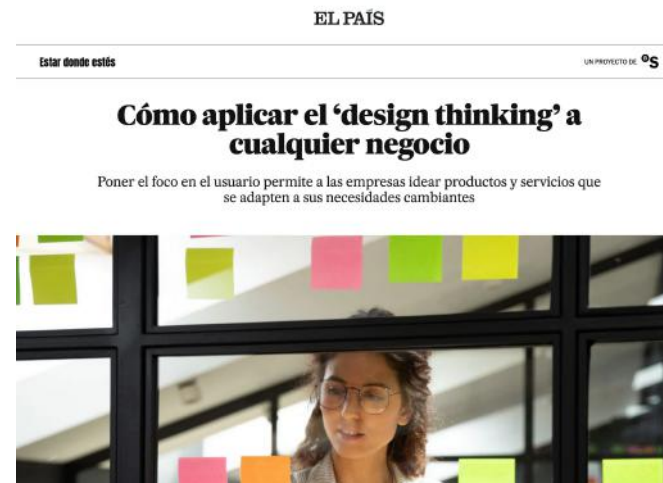 EL PAÍS
Estar donde estés
UN PROYECTO DE
Cómo aplicar el ‘design thinking’ a
cualquier negocio
Poner el foco en el usuario permite a las empresas idear productos y servicios que
se adapten a sus necesidades cambiantes